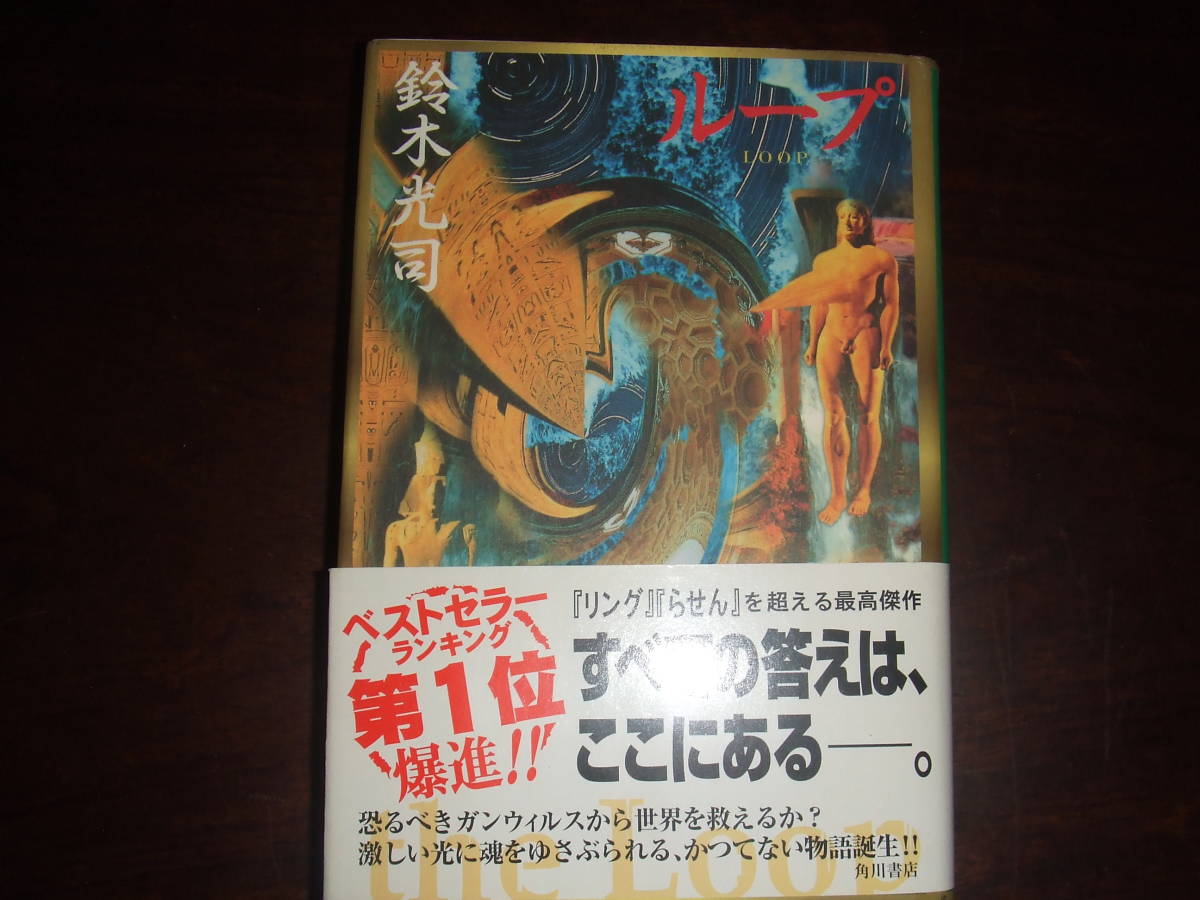 鈴木光司
ループ
LOOP
ベストセラー
ランキング
第1位
爆進!!
『リング』『らせん』を超える最高傑作
すべての答えは、
ここにある――。
恐るべきガンウィルスから世界を救えるか?
激しい光に魂をゆさぶられる、かつてない物語誕生!!
角川書店
the Loop